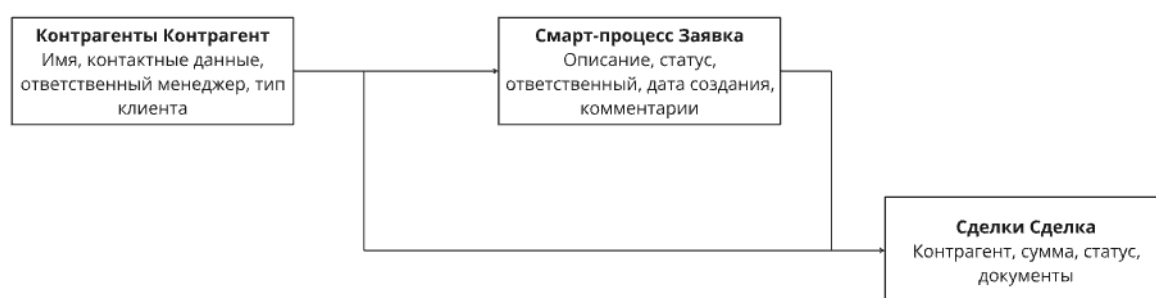 Контрагенты Контрагент
Имя, контактные данные,
ответственный менеджер, тип
клиента
Смарт-процесс Заявка
Описание, статус,
ответственный, дата создания,
комментарии
Сделки Сделка
Контрагент, сумма, статус,
документы